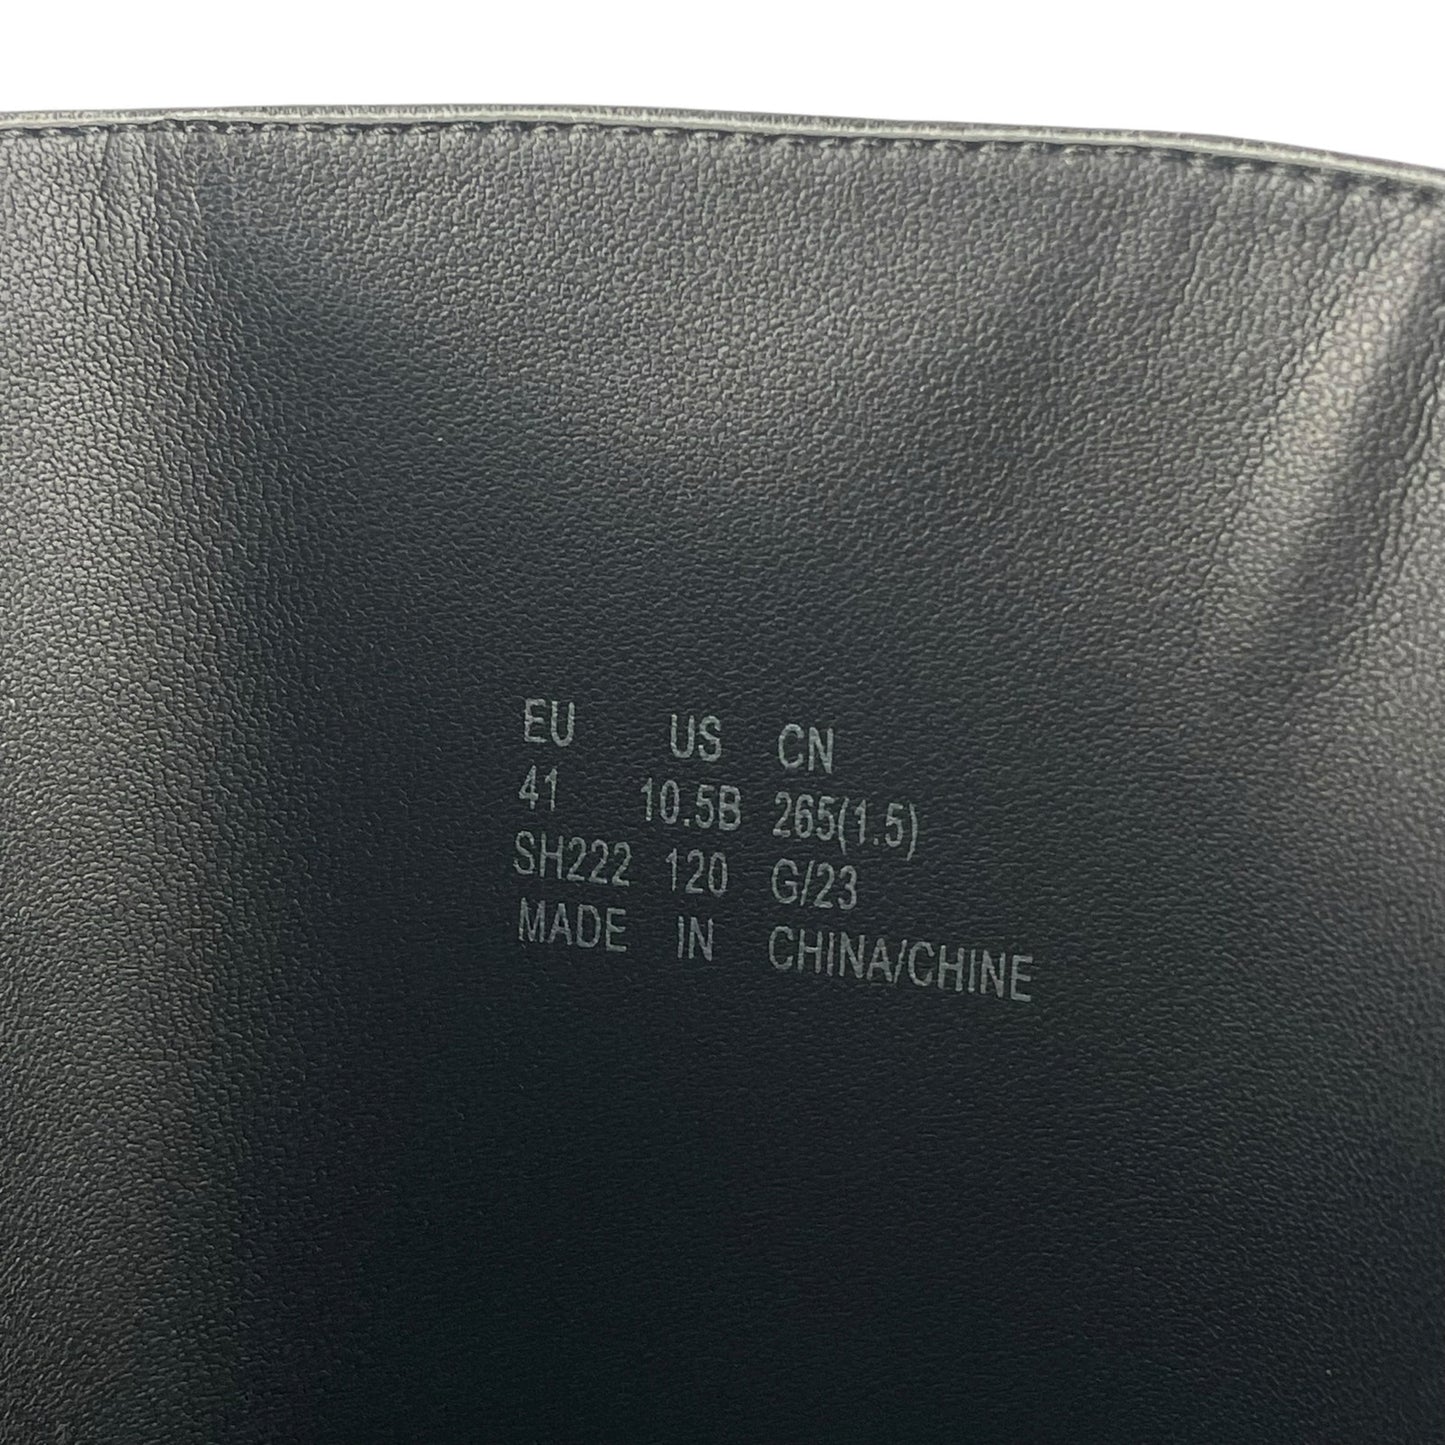 EU US CN
41 10.5B 265(1.5)
SH222 120 G/23
MADE IN CHINA/CHINE